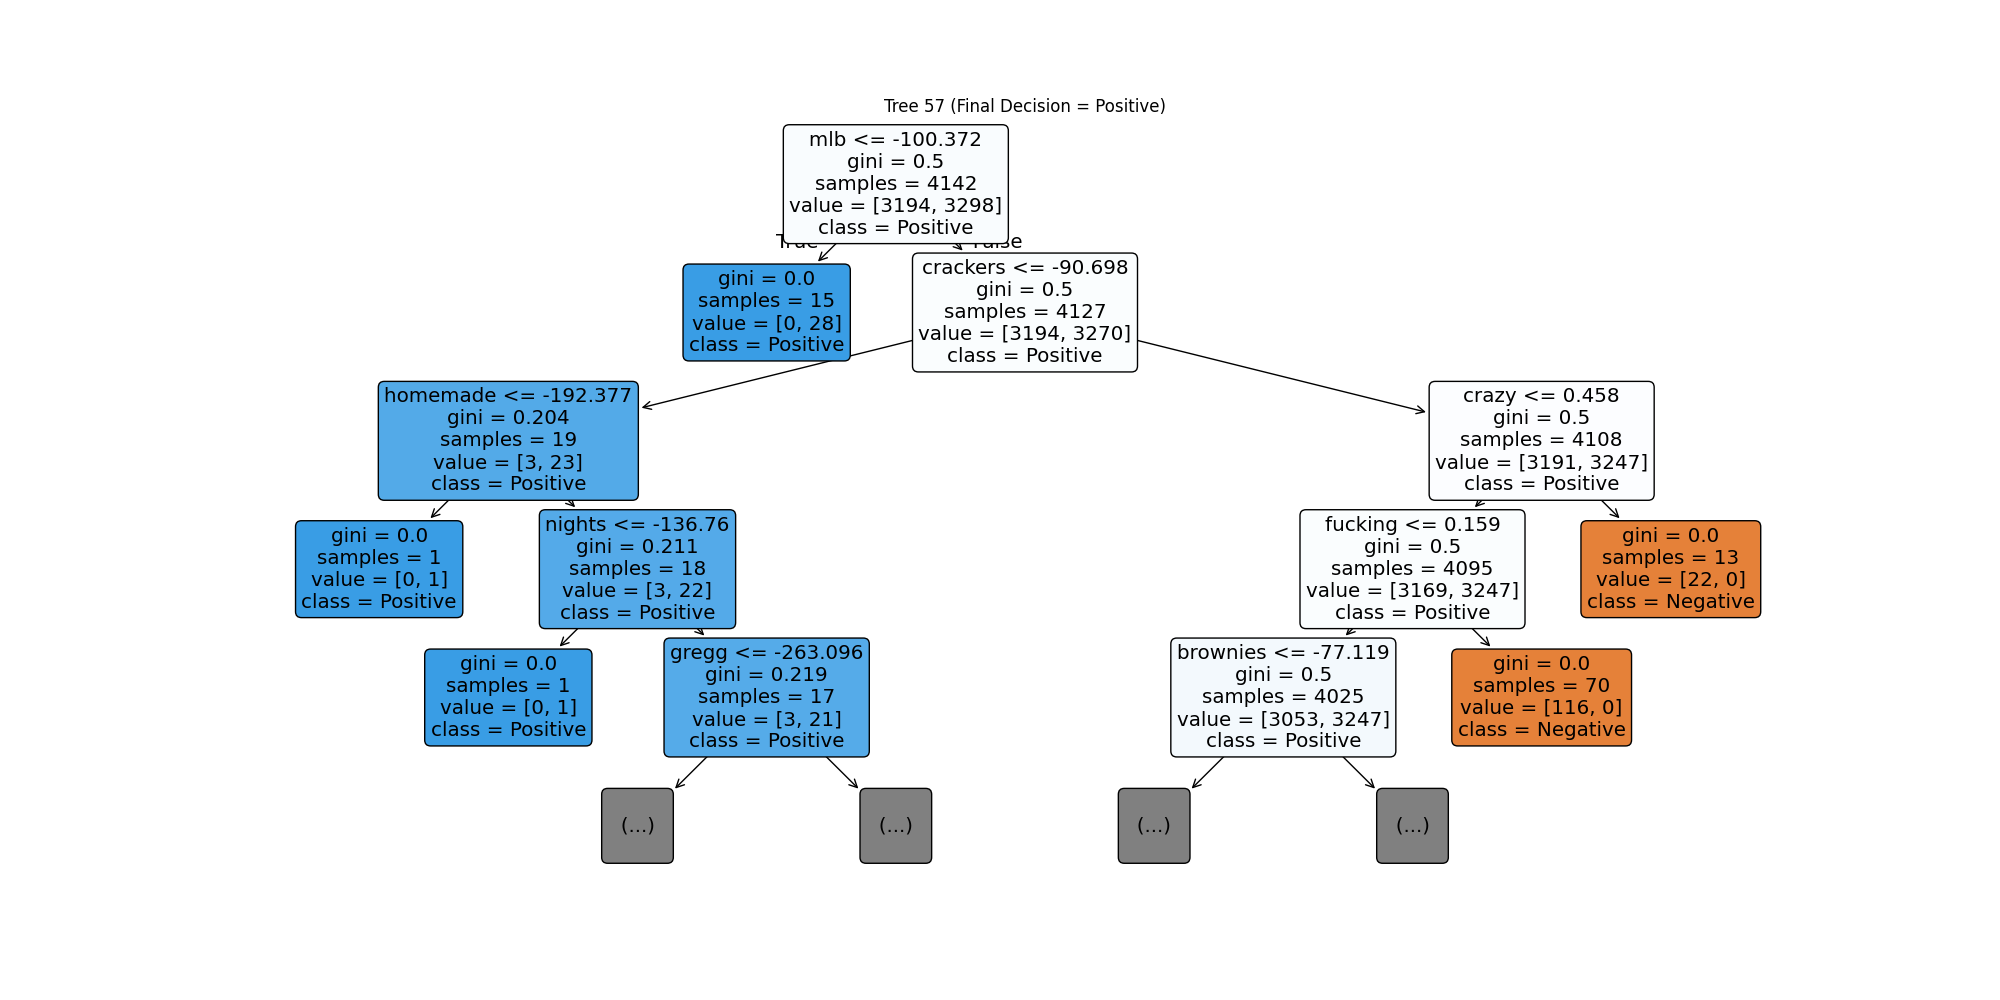 Tree 57 (Final Decision = Positive)
mlb <= -100.372
gini = 0.5
samples = 4142
value = [3194, 3298]
class = Positive
True
False
gini = 0.0
samples = 15
value = [0, 28]
class = Positive
crackers <= -90.698
gini = 0.5
samples = 4127
value = [3194, 3270]
class = Positive
homemade <= -192.377
gini = 0.204
samples = 19
value = [3, 23]
class = Positive
crazy <= 0.458
gini = 0.5
samples = 4108
value = [3191, 3247]
class = Positive
gini = 0.0
samples = 1
value = [0, 1]
class = Positive
nights <= -136.76
gini = 0.211
samples = 18
value = [3, 22]
class = Positive
fucking <= 0.159
gini = 0.5
samples = 4095
value = [3169, 3247]
class = Positive
gini = 0.0
samples = 13
value = [22, 0]
class = Negative
gini = 0.0
samples = 1
value = [0, 1]
class = Positive
gregg <= -263.096
gini = 0.219
samples = 17
value = [3, 21]
class = Positive
brownies <= -77.119
gini = 0.5
samples = 4025
value = [3053, 3247]
class = Positive
gini = 0.0
samples = 70
value = [116, 0]
class = Negative
(...)
(...)
(...)
(...)